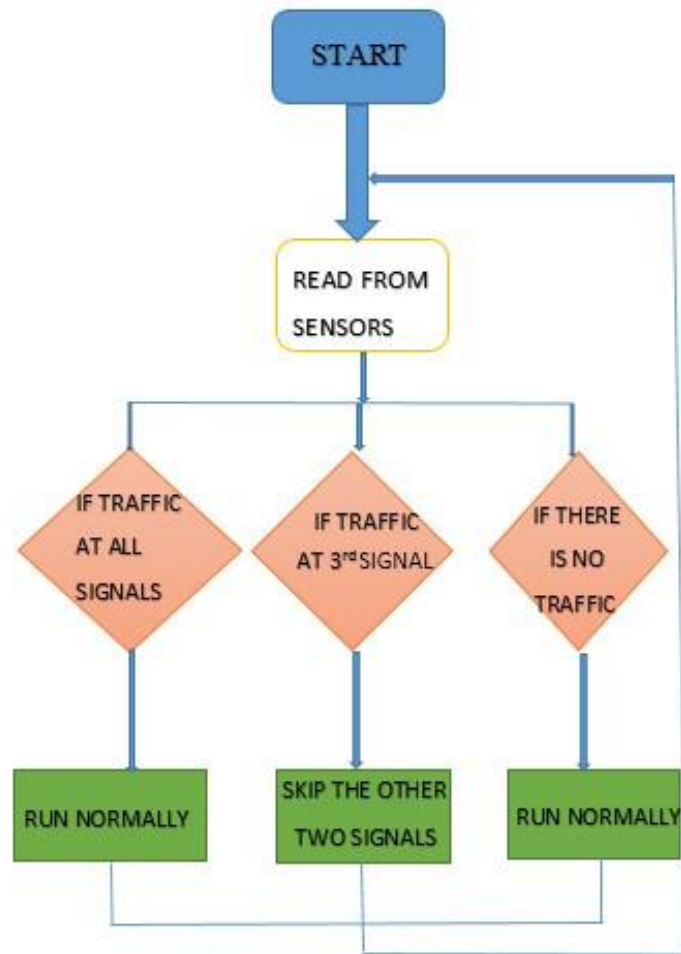 START
READ FROM
SENSORS
IF TRAFFIC
AT ALL
SIGNALS
IF TRAFFIC
AT 3rd SIGNAL
IF THERE
IS NO
TRAFFIC
RUN NORMALLY
SKIP THE OTHER
TWO SIGNALS
RUN NORMALLY